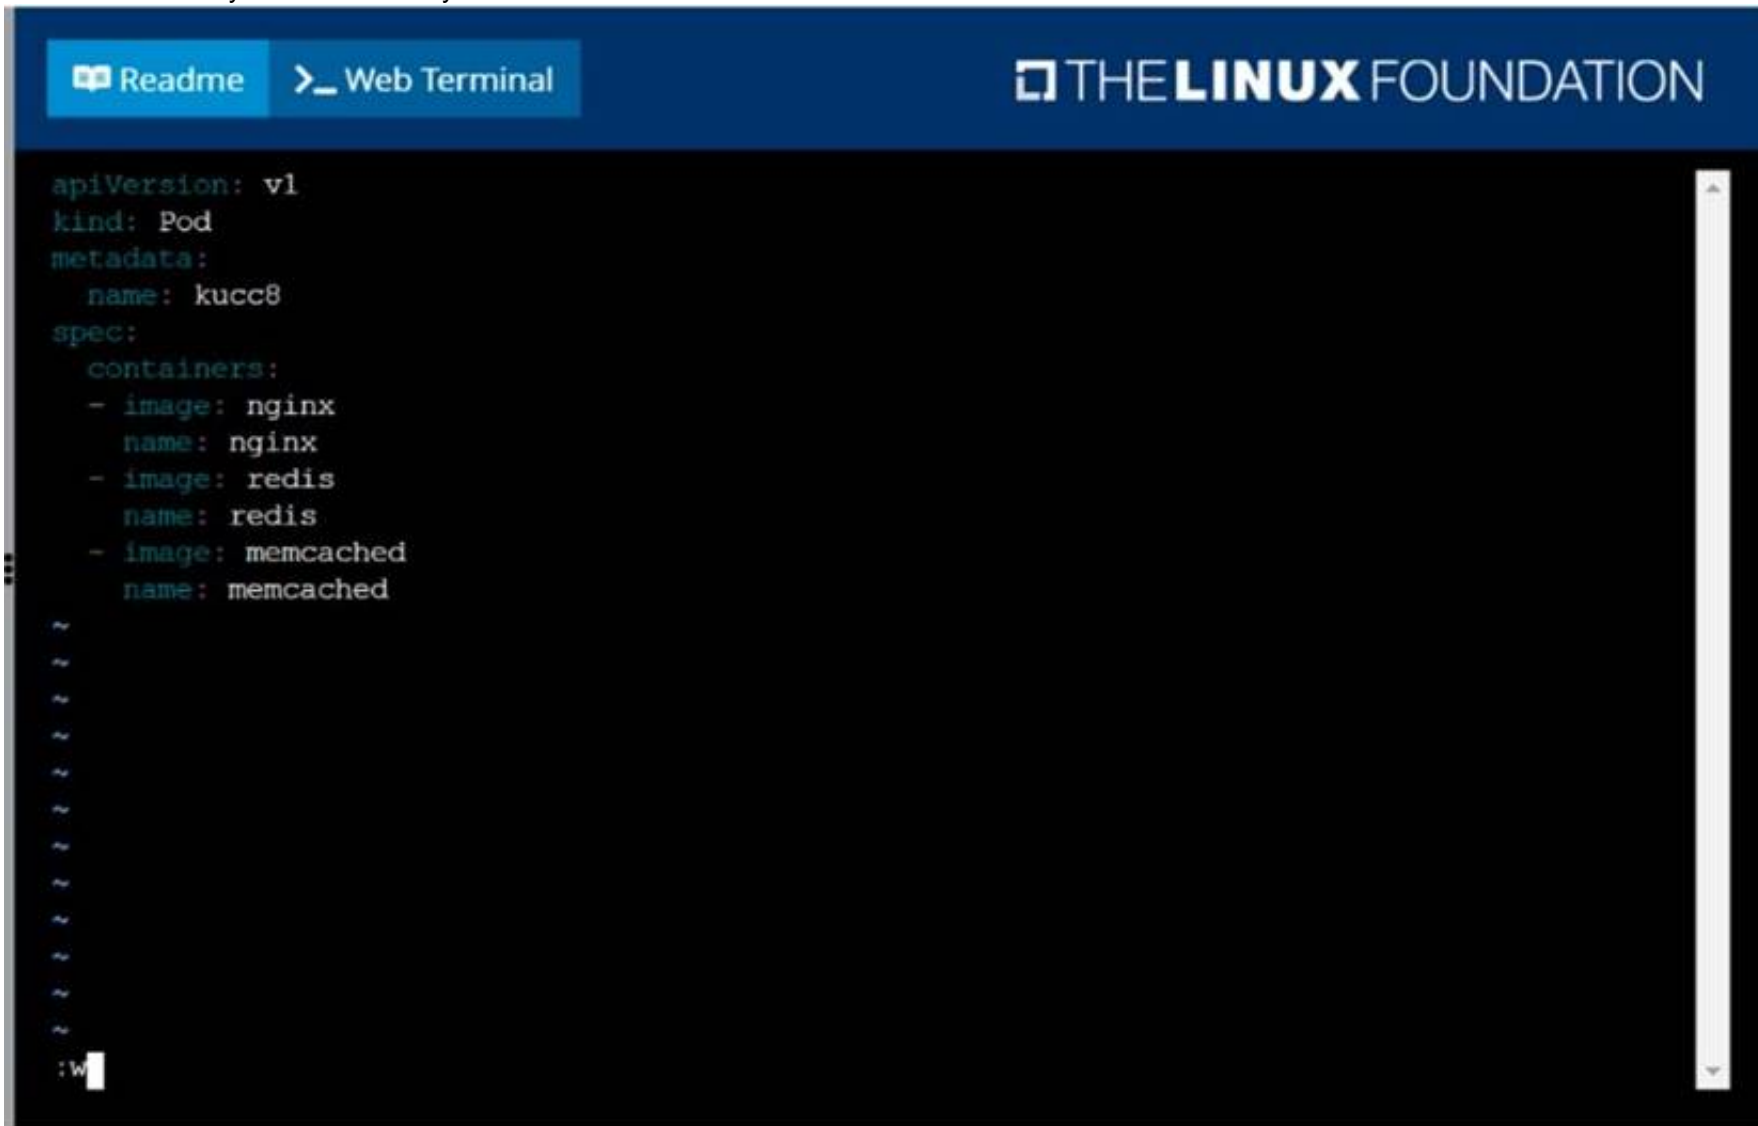 Readme >_ Web Terminal THE LINUX FOUNDATION
apiVersion: v1
kind: Pod
metadata:
  name: kucc8
spec:
  containers:
  - image: nginx
    name: nginx
  - image: redis
    name: redis
  - image: memcached
    name: memcached
~
~
~
~
~
~
~
~
~
~
~
~
:w